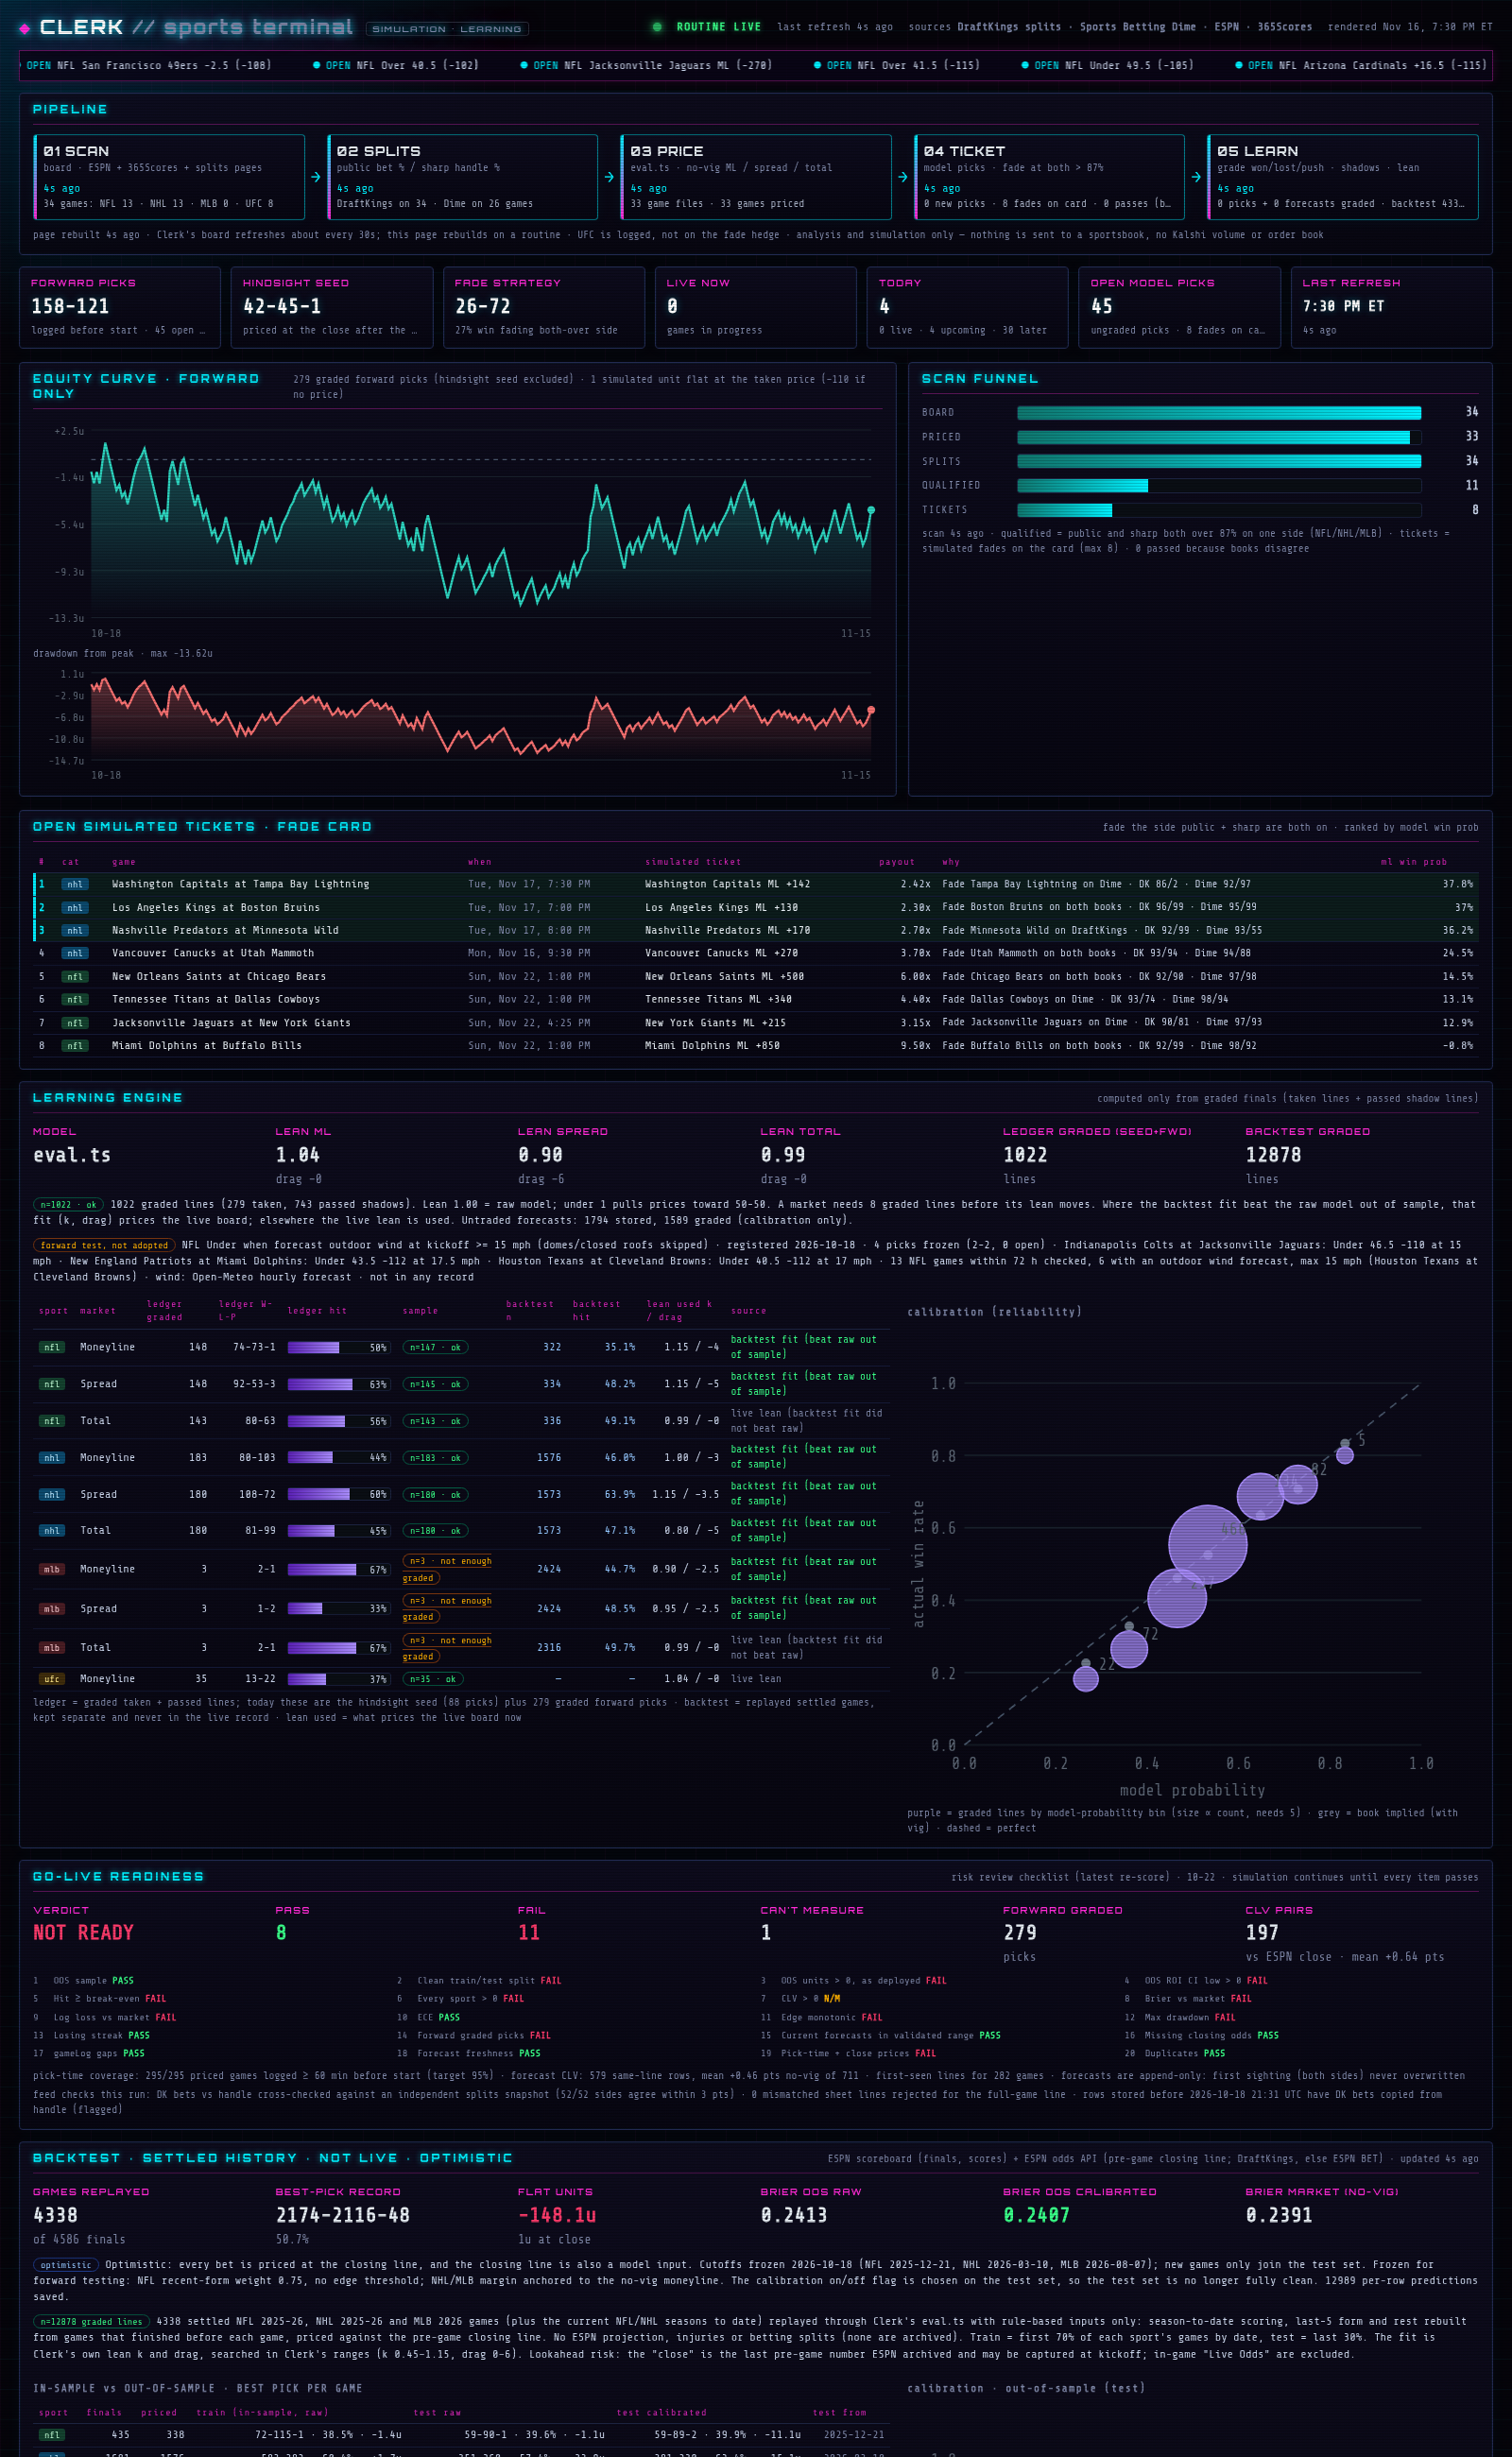 ◆ CLERK // sports terminal SIMULATION · LEARNING
ROUTINE LIVE last refresh 4s ago sources DraftKings splits · Sports Betting Dime · ESPN · 365Scores rendered Nov 16, 7:30 PM ET
OPEN NFL San Francisco 49ers -2.5 (-108) ● OPEN NFL Over 40.5 (-102) ● OPEN NFL Jacksonville Jaguars ML (-270) ● OPEN NFL Over 41.5 (-115) ● OPEN NFL Under 49.5 (-105) ● OPEN NFL Arizona Cardinals +16.5 (-115)
PIPELINE
01 SCAN
board · ESPN + 365Scores + splits pages
4s ago
34 games: NFL 13 · NHL 13 · MLB 0 · UFC 8
→
02 SPLITS
public bet % / sharp handle %
4s ago
DraftKings on 34 · Dime on 26 games
→
03 PRICE
eval.ts · no-vig ML / spread / total
4s ago
33 game files · 33 games priced
→
04 TICKET
model picks · fade at both > 87%
4s ago
0 new picks · 8 fades on card · 0 passes (b…
→
05 LEARN
grade won/lost/push · shadows · lean
4s ago
0 picks + 0 forecasts graded · backtest 433…
page rebuilt 4s ago · Clerk's board refreshes about every 30s; this page rebuilds on a routine · UFC is logged, not on the fade hedge · analysis and simulation only — nothing is sent to a sportsbook, no Kalshi volume or order book
FORWARD PICKS
158-121
logged before start · 45 open …
HINDSIGHT SEED
42-45-1
priced at the close after the …
FADE STRATEGY
26-72
27% win fading both-over side
LIVE NOW
0
games in progress
TODAY
4
0 live · 4 upcoming · 30 later
OPEN MODEL PICKS
45
ungraded picks · 8 fades on ca…
LAST REFRESH
7:30 PM ET
4s ago
EQUITY CURVE · FORWARD ONLY
279 graded forward picks (hindsight seed excluded) · 1 simulated unit flat at the taken price (-110 if no price)
+2.5u
-1.4u
-5.4u
-9.3u
-13.3u
10-18 11-15
drawdown from peak · max -13.62u
1.1u
-2.9u
-6.8u
-10.8u
-14.7u
10-18 11-15
SCAN FUNNEL
BOARD 34
PRICED 33
SPLITS 34
QUALIFIED 11
TICKETS 8
scan 4s ago · qualified = public and sharp both over 87% on one side (NFL/NHL/MLB) · tickets = simulated fades on the card (max 8) · 0 passed because books disagree
OPEN SIMULATED TICKETS · FADE CARD
fade the side public + sharp are both on · ranked by model win prob
# cat game when simulated ticket payout why ml win prob
1 nhl Washington Capitals at Tampa Bay Lightning Tue, Nov 17, 7:30 PM Washington Capitals ML +142 2.42x Fade Tampa Bay Lightning on Dime · DK 86/2 · Dime 92/97 37.8%
2 nhl Los Angeles Kings at Boston Bruins Tue, Nov 17, 7:00 PM Los Angeles Kings ML +130 2.30x Fade Boston Bruins on both books · DK 96/99 · Dime 95/99 37%
3 nhl Nashville Predators at Minnesota Wild Tue, Nov 17, 8:00 PM Nashville Predators ML +170 2.70x Fade Minnesota Wild on DraftKings · DK 92/99 · Dime 93/55 36.2%
4 nhl Vancouver Canucks at Utah Mammoth Mon, Nov 16, 9:30 PM Vancouver Canucks ML +270 3.70x Fade Utah Mammoth on both books · DK 93/94 · Dime 94/88 24.5%
5 nfl New Orleans Saints at Chicago Bears Sun, Nov 22, 1:00 PM New Orleans Saints ML +500 6.00x Fade Chicago Bears on both books · DK 92/90 · Dime 97/98 14.5%
6 nfl Tennessee Titans at Dallas Cowboys Sun, Nov 22, 1:00 PM Tennessee Titans ML +340 4.40x Fade Dallas Cowboys on Dime · DK 93/74 · Dime 98/94 13.1%
7 nfl Jacksonville Jaguars at New York Giants Sun, Nov 22, 4:25 PM New York Giants ML +215 3.15x Fade Jacksonville Jaguars on Dime · DK 90/81 · Dime 97/93 12.9%
8 nfl Miami Dolphins at Buffalo Bills Sun, Nov 22, 1:00 PM Miami Dolphins ML +850 9.50x Fade Buffalo Bills on both books · DK 92/99 · Dime 98/92 -0.8%
LEARNING ENGINE
computed only from graded finals (taken lines + passed shadow lines)
MODEL
eval.ts
LEAN ML
1.04
drag -0
LEAN SPREAD
0.90
drag -6
LEAN TOTAL
0.99
drag -0
LEDGER GRADED (SEED+FWD)
1022
lines
BACKTEST GRADED
12878
lines
n=1022 · ok 1022 graded lines (279 taken, 743 passed shadows). Lean 1.00 = raw model; under 1 pulls prices toward 50-50. A market needs 8 graded lines before its lean moves. Where the backtest fit beat the raw model out of sample, that
fit (k, drag) prices the live board; elsewhere the live lean is used. Untraded forecasts: 1794 stored, 1589 graded (calibration only).
forward test, not adopted NFL Under when forecast outdoor wind at kickoff >= 15 mph (domes/closed roofs skipped) · registered 2026-10-18 · 4 picks frozen (2-2, 0 open) · Indianapolis Colts at Jacksonville Jaguars: Under 46.5 -110 at 15
mph · New England Patriots at Miami Dolphins: Under 43.5 -112 at 17.5 mph · Houston Texans at Cleveland Browns: Under 40.5 -112 at 17 mph · 13 NFL games within 72 h checked, 6 with an outdoor wind forecast, max 15 mph (Houston Texans at
Cleveland Browns) · wind: Open-Meteo hourly forecast · not in any record
sport market ledger graded ledger W-L-P ledger hit sample backtest n backtest hit lean used k / drag source
nfl Moneyline 148 74-73-1 50% n=147 · ok 322 35.1% 1.15 / -4 backtest fit (beat raw out of sample)
nfl Spread 148 92-53-3 63% n=145 · ok 334 48.2% 1.15 / -5 backtest fit (beat raw out of sample)
nfl Total 143 80-63 56% n=143 · ok 336 49.1% 0.99 / -0 live lean (backtest fit did not beat raw)
nhl Moneyline 183 80-103 44% n=183 · ok 1576 46.0% 1.00 / -3 backtest fit (beat raw out of sample)
nhl Spread 180 108-72 60% n=180 · ok 1573 63.9% 1.15 / -3.5 backtest fit (beat raw out of sample)
nhl Total 180 81-99 45% n=180 · ok 1573 47.1% 0.80 / -5 backtest fit (beat raw out of sample)
mlb Moneyline 3 2-1 67% n=3 · not enough graded 2424 44.7% 0.90 / -2.5 backtest fit (beat raw out of sample)
mlb Spread 3 1-2 33% n=3 · not enough graded 2424 48.5% 0.95 / -2.5 backtest fit (beat raw out of sample)
mlb Total 3 2-1 67% n=3 · not enough graded 2316 49.7% 0.99 / -0 live lean (backtest fit did not beat raw)
ufc Moneyline 35 13-22 37% n=35 · ok — — 1.04 / -0 live lean
ledger = graded taken + passed lines; today these are the hindsight seed (88 picks) plus 279 graded forward picks · backtest = replayed settled games,
kept separate and never in the live record · lean used = what prices the live board now
calibration (reliability)
1.0
0.8
0.6
0.4
0.2
0.0
actual win rate
5
82
72
22
0.0 0.2 0.4 0.6 0.8 1.0
model probability
purple = graded lines by model-probability bin (size ∝ count, needs 5) · grey = book implied (with
vig) · dashed = perfect
GO-LIVE READINESS
risk review checklist (latest re-score) · 10-22 · simulation continues until every item passes
VERDICT
NOT READY
PASS
8
FAIL
11
CAN'T MEASURE
1
FORWARD GRADED
279
picks
CLV PAIRS
197
vs ESPN close · mean +0.64 pts
1 OOS sample PASS 2 Clean train/test split FAIL 3 OOS units > 0, as deployed FAIL 4 OOS ROI CI low > 0 FAIL
5 Hit ≥ break-even FAIL 6 Every sport > 0 FAIL 7 CLV > 0 N/M 8 Brier vs market FAIL
9 Log loss vs market FAIL 10 ECE PASS 11 Edge monotonic FAIL 12 Max drawdown FAIL
13 Losing streak PASS 14 Forward graded picks FAIL 15 Current forecasts in validated range PASS 16 Missing closing odds PASS
17 gameLog gaps PASS 18 Forecast freshness PASS 19 Pick-time + close prices FAIL 20 Duplicates PASS
pick-time coverage: 295/295 priced games logged ≥ 60 min before start (target 95%) · forecast CLV: 579 same-line rows, mean +0.46 pts no-vig of 711 · first-seen lines for 282 games · forecasts are append-only: first sighting (both sides) never overwritten
feed checks this run: DK bets vs handle cross-checked against an independent splits snapshot (52/52 sides agree within 3 pts) · 0 mismatched sheet lines rejected for the full-game line · rows stored before 2026-10-18 21:31 UTC have DK bets copied from
handle (flagged)
BACKTEST · SETTLED HISTORY · NOT LIVE · OPTIMISTIC
ESPN scoreboard (finals, scores) + ESPN odds API (pre-game closing line; DraftKings, else ESPN BET) · updated 4s ago
GAMES REPLAYED
4338
of 4586 finals
BEST-PICK RECORD
2174-2116-48
50.7%
FLAT UNITS
-148.1u
1u at close
BRIER OOS RAW
0.2413
BRIER OOS CALIBRATED
0.2407
BRIER MARKET (NO-VIG)
0.2391
optimistic Optimistic: every bet is priced at the closing line, and the closing line is also a model input. Cutoffs frozen 2026-10-18 (NFL 2025-12-21, NHL 2026-03-10, MLB 2026-08-07); new games only join the test set. Frozen for
forward testing: NFL recent-form weight 0.75, no edge threshold; NHL/MLB margin anchored to the no-vig moneyline. The calibration on/off flag is chosen on the test set, so the test set is no longer fully clean. 12989 per-row predictions
saved.
n=12878 graded lines 4338 settled NFL 2025-26, NHL 2025-26 and MLB 2026 games (plus the current NFL/NHL seasons to date) replayed through Clerk's eval.ts with rule-based inputs only: season-to-date scoring, last-5 form and rest rebuilt
from games that finished before each game, priced against the pre-game closing line. No ESPN projection, injuries or betting splits (none are archived). Train = first 70% of each sport's games by date, test = last 30%. The fit is
Clerk's own lean k and drag, searched in Clerk's ranges (k 0.45-1.15, drag 0-6). Lookahead risk: the "close" is the last pre-game number ESPN archived and may be captured at kickoff; in-game "Live Odds" are excluded.
IN-SAMPLE vs OUT-OF-SAMPLE · BEST PICK PER GAME
sport finals priced train (in-sample, raw) test raw test calibrated test from
nfl 435 338 72-115-1 · 38.5% · -1.4u 59-90-1 · 39.6% · -1.1u 59-89-2 · 39.9% · -11.1u 2025-12-21
calibration · out-of-sample (test)